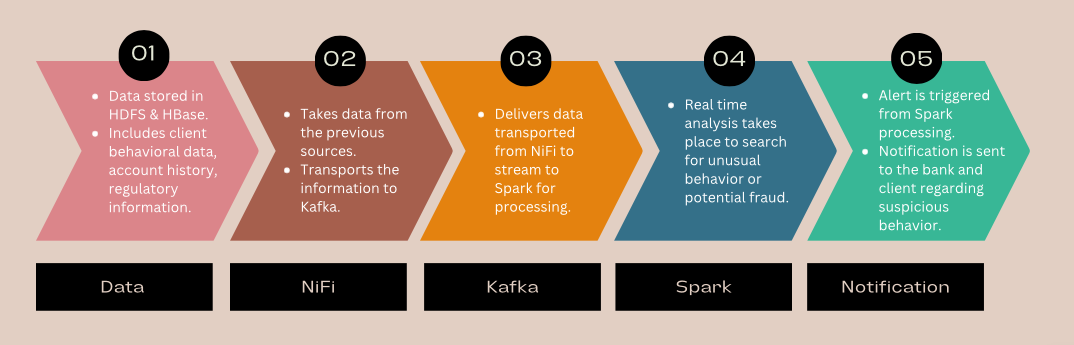 01
• Data stored in
HDFS & HBase.
• Includes client
behavioral data,
account history,
regulatory
information.
Data
02
• Takes data from
the previous
sources.
• Transports the
information to
Kafka.
NiFi
03
• Delivers data
transported
from NiFi to
stream to
Spark for
processing.
Kafka
04
• Real time
analysis takes
place to search
for unusual
behavior or
potential fraud.
Spark
05
• Alert is triggered
from Spark
processing.
• Notification is sent
to the bank and
client regarding
suspicious
behavior.
Notification